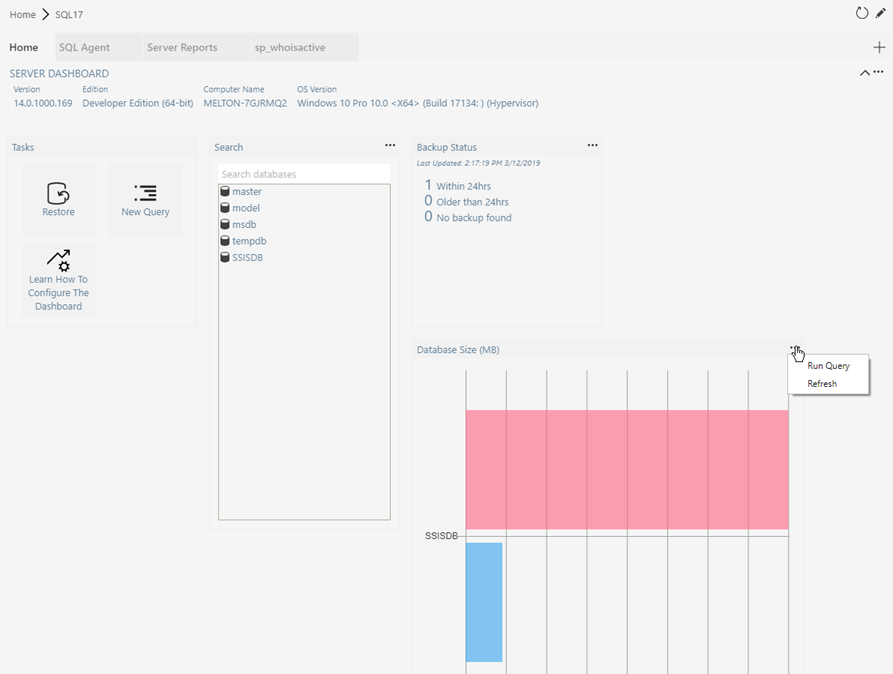 Home > SQL17
Home SQL Agent Server Reports sp_whoisactive
SERVER DASHBOARD
Version Edition Computer Name OS Version
14.0.1000.169 Developer Edition (64-bit) MELTON-7GJRMQ2 Windows 10 Pro 10.0 <X64> (Build 17134: ) (Hypervisor)
Tasks
Restore
New Query
Learn How To
Configure The
Dashboard
Search
Search databases
master
model
msdb
tempdb
SSISDB
Backup Status
Last Updated: 2:17:19 PM 3/12/2019
1 Within 24hrs
0 Older than 24hrs
0 No backup found
Database Size (MB)
Run Query
Refresh
SSISDB